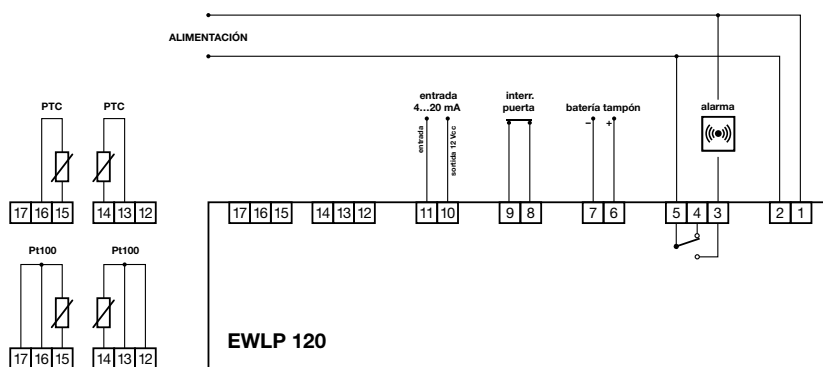 ALIMENTACIÓN
PTC PTC
entrada
4...20 mA
interr.
puerta
batería tampón
alarma
entrada
sortida 12 Vcc
– +
17 16 15 14 13 12
17 16 15 14 13 12 11 10 9 8 7 6 5 4 3 2 1
Pt100 Pt100
EWLP 120
17 16 15 14 13 12